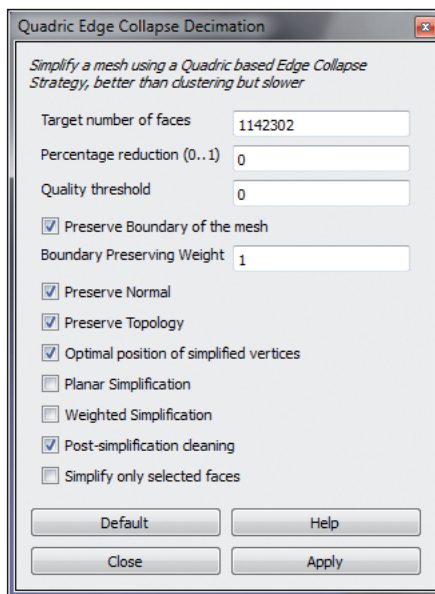 Quadric Edge Collapse Decimation
Simplify a mesh using a Quadric based Edge Collapse
Strategy, better than clustering but slower
Target number of faces 1142302
Percentage reduction (0..1) 0
Quality threshold 0
Preserve Boundary of the mesh
Boundary Preserving Weight 1
Preserve Normal
Preserve Topology
Optimal position of simplified vertices
Planar Simplification
Weighted Simplification
Post-simplification cleaning
Simplify only selected faces
Default Help
Close Apply